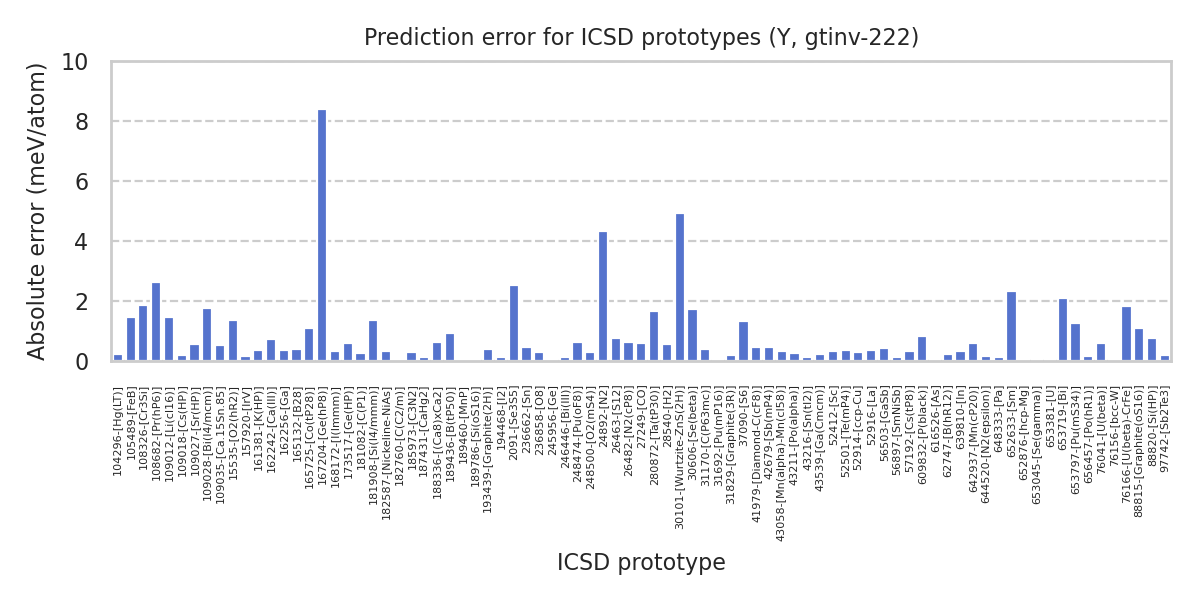 Prediction error for ICSD prototypes (Y, gtinv-222)
Absolute error (meV/atom)
10
8
6
4
2
0
104296-[Hg(LT)]
105489-[FeB]
108326-[Cr3Si]
108682-[Pr(hP6)]
109012-[Li(cI16)]
109018-[Cs(HP)]
109027-[Sr(HP)]
109028-[Bi(I4/mcm)]
109035-[Ca.15Sn.85]
15535-[O2(hR2)]
157920-[IrV]
161381-[K(HP)]
162242-[Ca(III)]
162256-[Ga]
165132-[B28]
165725-[Co(tP28)]
167204-[Ge(hP8)]
168172-[I(Immm)]
173517-[Ge(HP)]
181082-[C(P1)]
181908-[Si(I4/mmm)]
182587-[Nickeline-NiAs]
182760-[C(C2/m)]
185973-[C3N2]
187431-[CaHg2]
188336-[(Ca8)xCa2]
189436-[B(tP50)]
189460-[MnP]
189786-[Si(oS16)]
193439-[Graphite(2H)]
194468-[I2]
2091-[Se3S5]
236662-[Sn]
236858-[O8]
245956-[Ge]
246446-[Bi(III)]
248474-[Pu(oF8)]
248500-[O2(mS4)]
24892-[N2]
26463-[S12]
26482-[N2(cP8)]
27249-[CO]
280872-[Ta(tP30)]
28540-[H2]
30101-[Wurtzite-ZnS(2H)]
30606-[Se(beta)]
31170-[C(P63mc)]
31692-[Pu(mP16)]
31829-[Graphite(3R)]
37090-[S6]
41979-[Diamond-C(cF8)]
42679-[Sb(mP4)]
43058-[Mn(alpha)-Mn(cI58)]
43211-[Po(alpha)]
43216-[Sn(tI2)]
43539-[Ga(Cmcm)]
52412-[Sc]
52501-[Te(mP4)]
52914-[ccp-Cu]
52916-[La]
56503-[GaSb]
56897-[SmNiSb]
57192-[Cs(tP8)]
609832-[P(black)]
616526-[As]
62747-[B(hR12)]
639810-[In]
642937-[Mn(cP20)]
644520-[N2(epsilon)]
648333-[Pa]
652633-[Sm]
652876-[hcp-Mg]
653045-[Se(gamma)]
653381-[U]
653719-[Bi]
653797-[Pu(mS34)]
656457-[Po(hR1)]
76041-[U(beta)]
76156-[bcc-W]
76166-[U(beta)-CrFe]
88815-[Graphite(oS16)]
88820-[Si(HP)]
97742-[Sb2Te3]
ICSD prototype